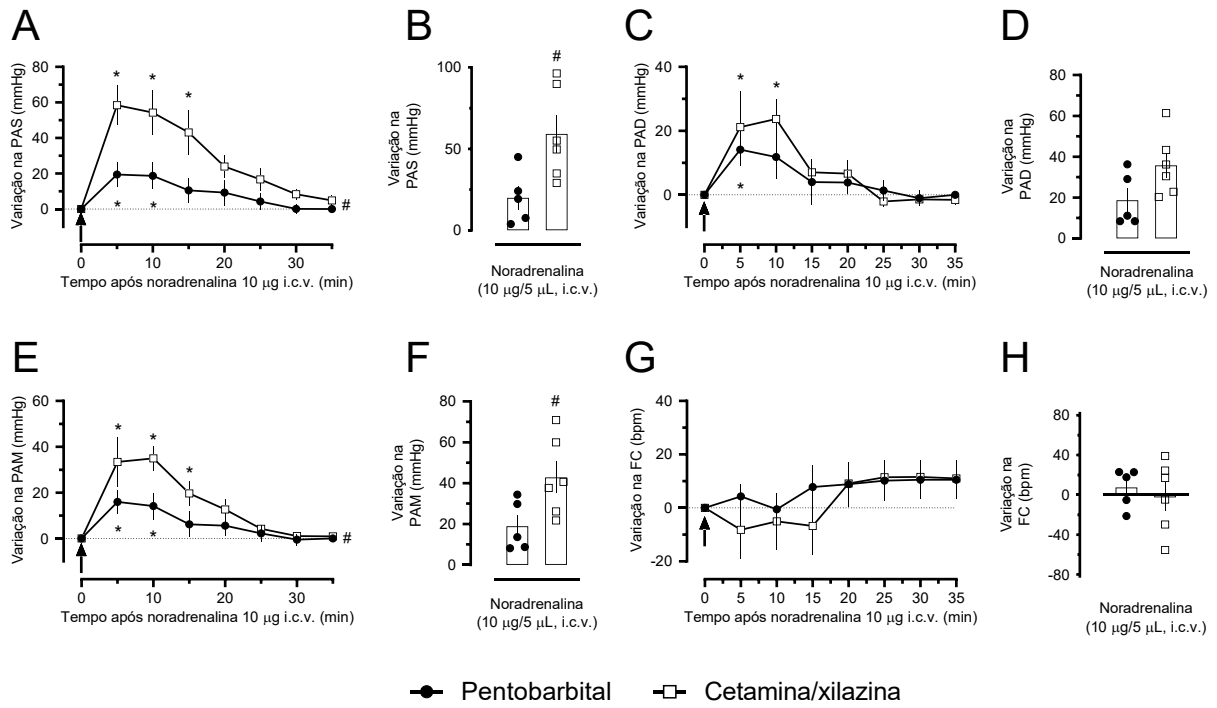 A
Variação na PAS (mmHg)
80
60
40
20
0
* * *
* *
#
0 10 20 30
Tempo após noradrenalina 10 μg i.c.v. (min)
B
Variação na
PAS (mmHg)
100
50
0
#
Noradrenalina
(10 μg/5 μL, i.c.v.)
C
Variação na PAD (mmHg)
40
20
0
-20
* *
*
0 5 10 15 20 25 30 35
Tempo após noradrenalina 10 μg i.c.v. (min)
D
Variação na
PAD (mmHg)
80
60
40
20
0
Noradrenalina
(10 μg/5 μL, i.c.v.)
E
Variação na PAM (mmHg)
60
40
20
0
* * *
* *
#
0 10 20 30
Tempo após noradrenalina 10 μg i.c.v. (min)
F
Variação na
PAM (mmHg)
80
60
40
20
0
#
Noradrenalina
(10 μg/5 μL, i.c.v.)
G
Variação na FC (bpm)
40
20
0
-20
0 5 10 15 20 25 30 35
Tempo após noradrenalina 10 μg i.c.v. (min)
H
Variação na
FC (bpm)
80
40
0
-40
-80
Noradrenalina
(10 μg/5 μL, i.c.v.)
Pentobarbital Cetamina/xilazina